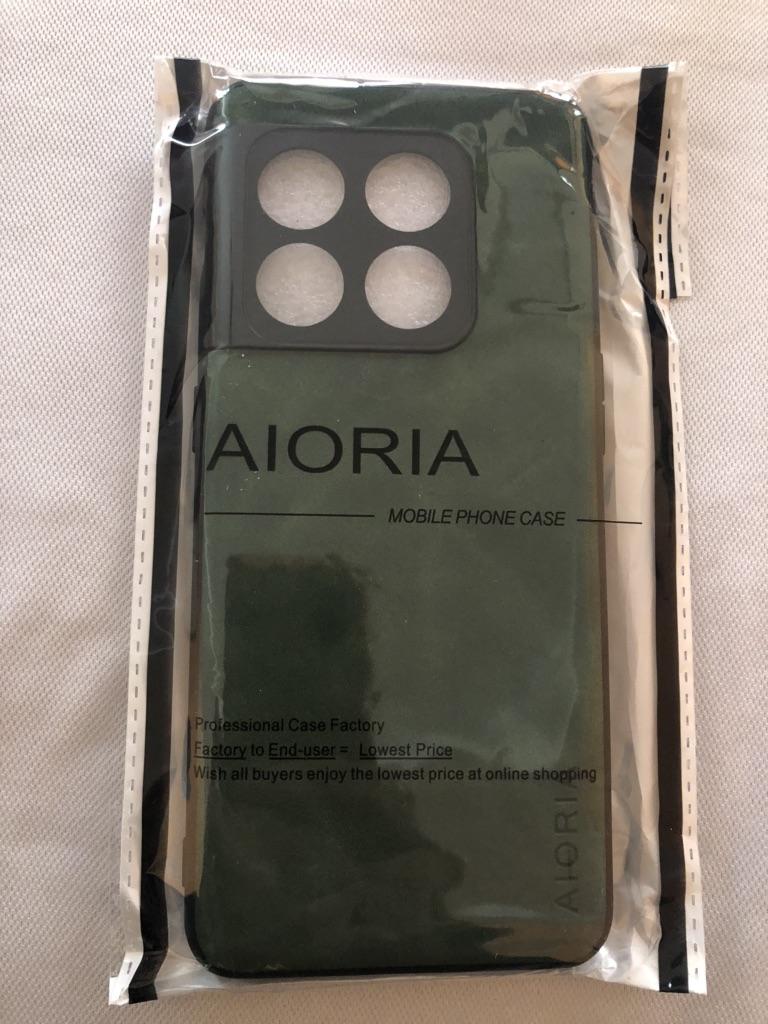 AIORIA
MOBILE PHONE CASE
Professional Case Factory
Factory to End-user = Lowest Price
Wish all buyers enjoy the lowest price at online shopping
AIORIA